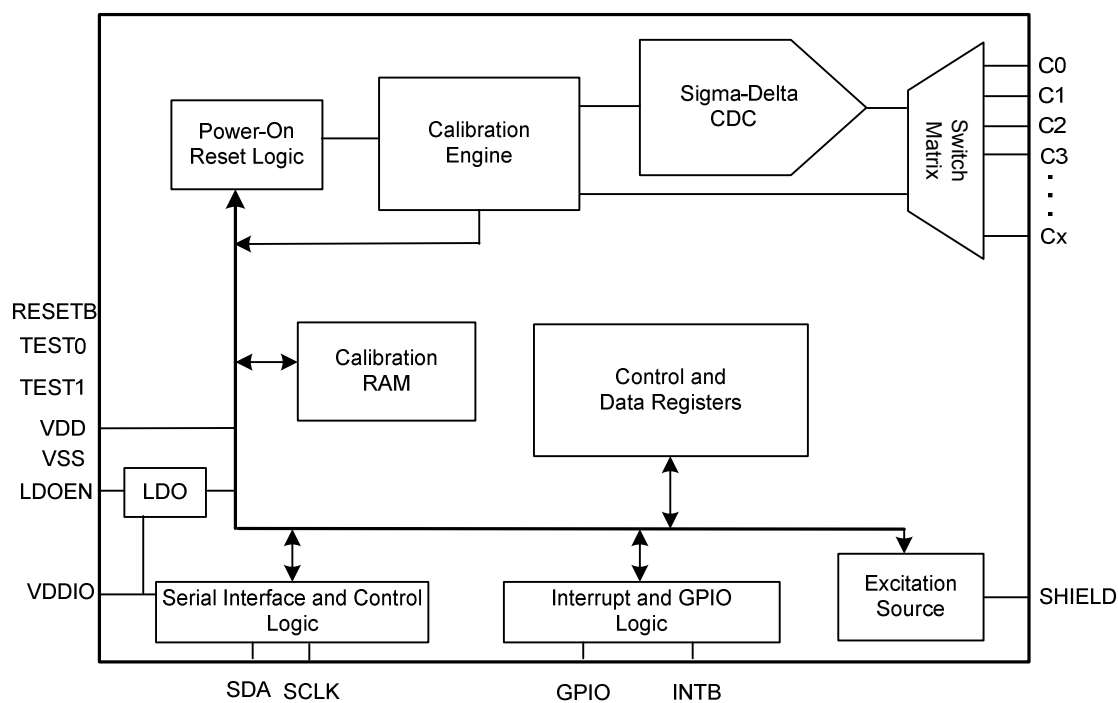 C0
Sigma-Delta
CDC
C1
Power-On
Reset Logic
Calibration
Engine
Switch
Matrix
C2
C3
Cx
RESETB
TEST0
TEST1
VDD
VSS
LDOEN
LDO
Calibration
RAM
Control and
Data Registers
VDDIO
Serial Interface and Control
Logic
Interrupt and GPIO
Logic
Excitation
Source
SHIELD
SDA
SCLK
GPIO
INTB